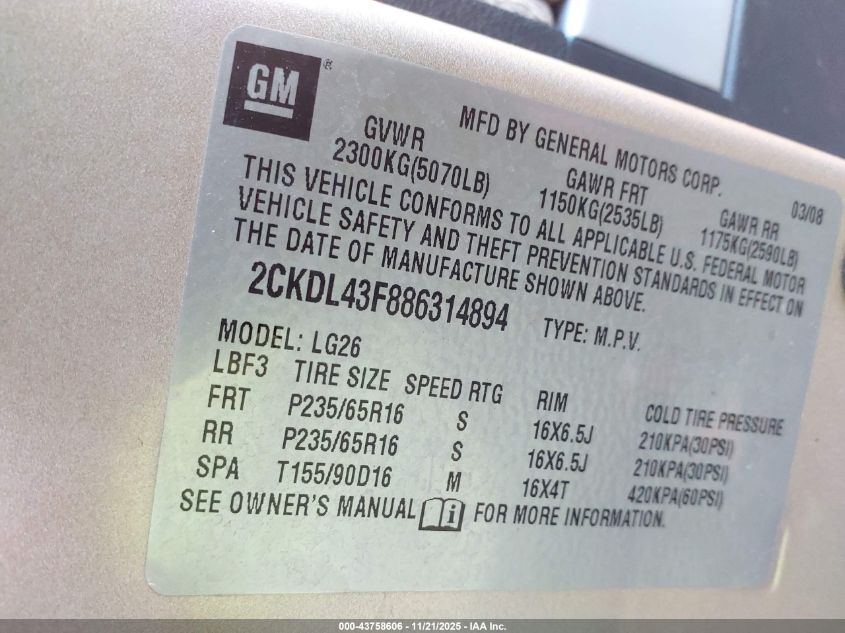 GM ®
MFD BY GENERAL MOTORS CORP. 03/08
GVWR GAWR FRT GAWR RR
2300KG(5070LB) 1150KG(2535LB) 1175KG(2590LB)
THIS VEHICLE CONFORMS TO ALL APPLICABLE U.S. FEDERAL MOTOR
VEHICLE SAFETY AND THEFT PREVENTION STANDARDS IN EFFECT ON
THE DATE OF MANUFACTURE SHOWN ABOVE.
2CKDL43F886314894 TYPE: M.P.V.
MODEL: LG26
LBF3 TIRE SIZE SPEED RTG RIM COLD TIRE PRESSURE
FRT P235/65R16 S 16X6.5J 210KPA(30PSI)
RR P235/65R16 S 16X6.5J 210KPA(30PSI)
SPA T155/90D16 M 16X4T 420KPA(60PSI)
SEE OWNER'S MANUAL i FOR MORE INFORMATION.
000-43758606 - 11/21/2025 - IAA Inc.